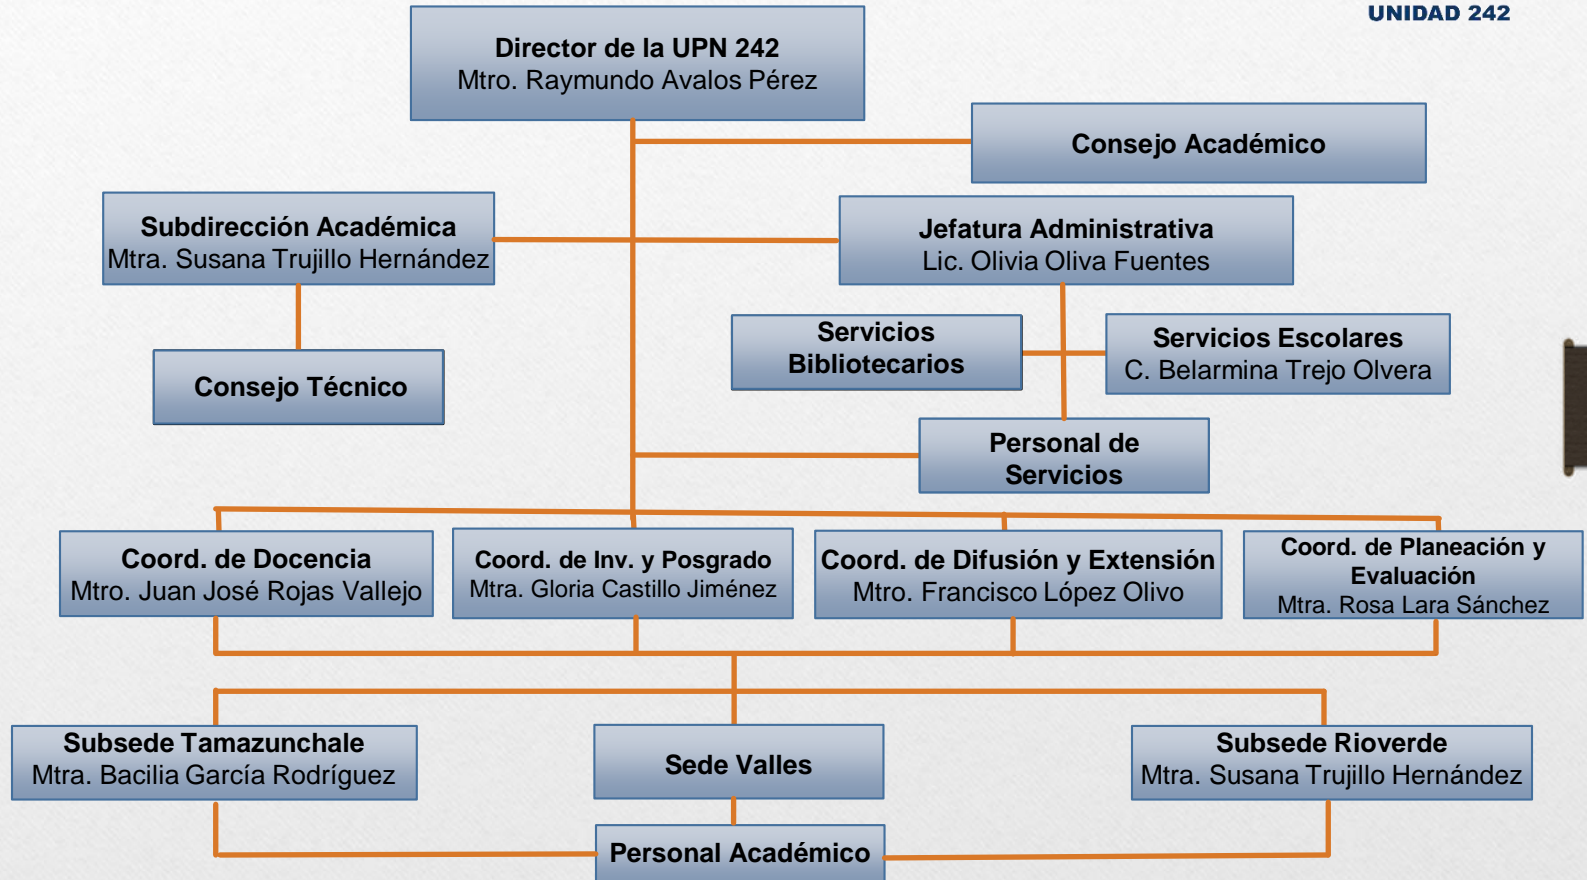 UNIDAD 242
Director de la UPN 242
Mtro. Raymundo Avalos Pérez
Consejo Académico
Subdirección Académica
Mtra. Susana Trujillo Hernández
Jefatura Administrativa
Lic. Olivia Oliva Fuentes
Servicios
Bibliotecarios
Servicios Escolares
C. Belarmina Trejo Olvera
Consejo Técnico
Personal de
Servicios
Coord. de Docencia
Mtro. Juan José Rojas Vallejo
Coord. de Inv. y Posgrado
Mtra. Gloria Castillo Jiménez
Coord. de Difusión y Extensión
Mtro. Francisco López Olivo
Coord. de Planeación y
Evaluación
Mtra. Rosa Lara Sánchez
Subsede Tamazunchale
Mtra. Bacilia García Rodríguez
Sede Valles
Subsede Rioverde
Mtra. Susana Trujillo Hernández
Personal Académico